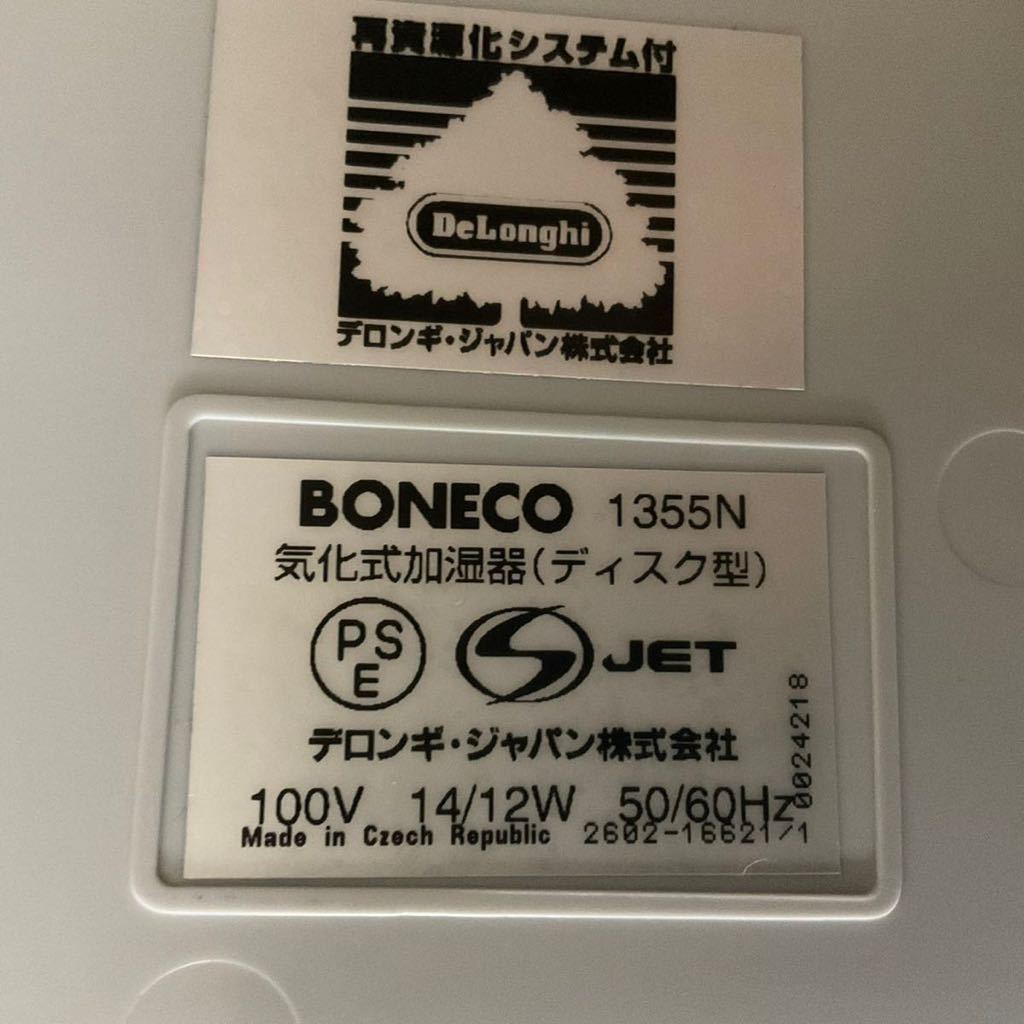 再資源化システム付
DeLonghi
デロンギ・ジャパン株式会社
BONECO 1355N
気化式加湿器(ディスク型)
PS
E
JET
デロンギ・ジャパン株式会社
0024218
100V 14/12W 50/60Hz
Made in Czech Republic 2602-16621/1